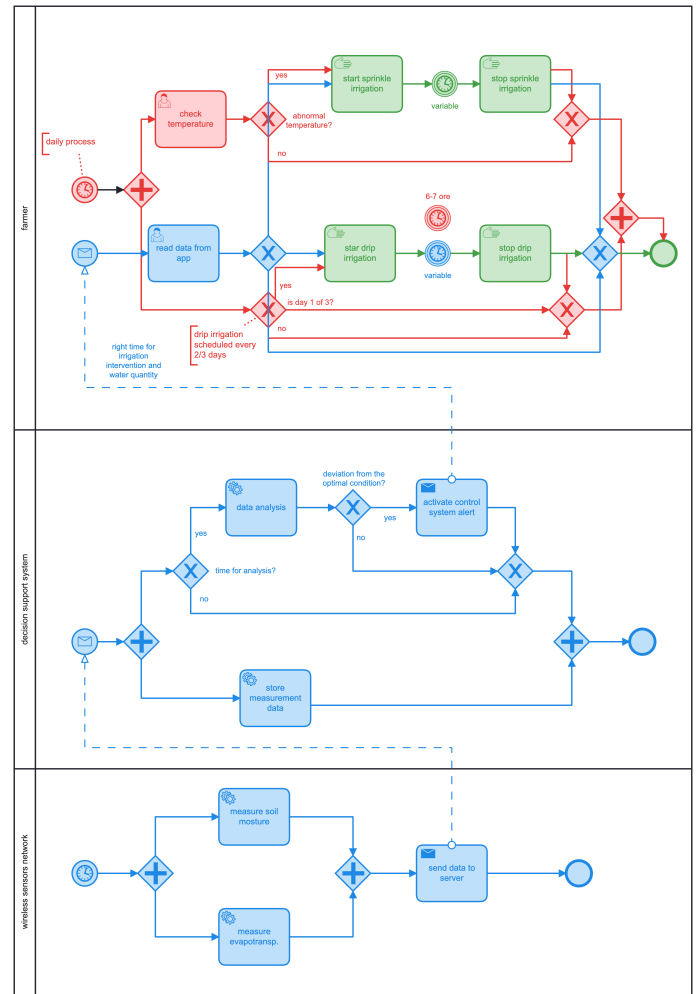 farmer
daily process
check
temperature
yes
abnormal
temperature?
no
start sprinkle
irrigation
variable
stop sprinkle
irrigation
6-7 ore
read data from
app
star drip
irrigation
variable
stop drip
irrigation
yes
is day 1 of 3?
no
drip irrigation
scheduled every
2/3 days
right time for
irrigation
intervention and
water quantity
decision support system
deviation from the
optimal condition?
data analysis
yes
activate control
system alert
yes
no
time for analysis?
no
store
measurement
data
wireless sensors network
measure soil
mosture
send data to
server
measure
evapotransp.